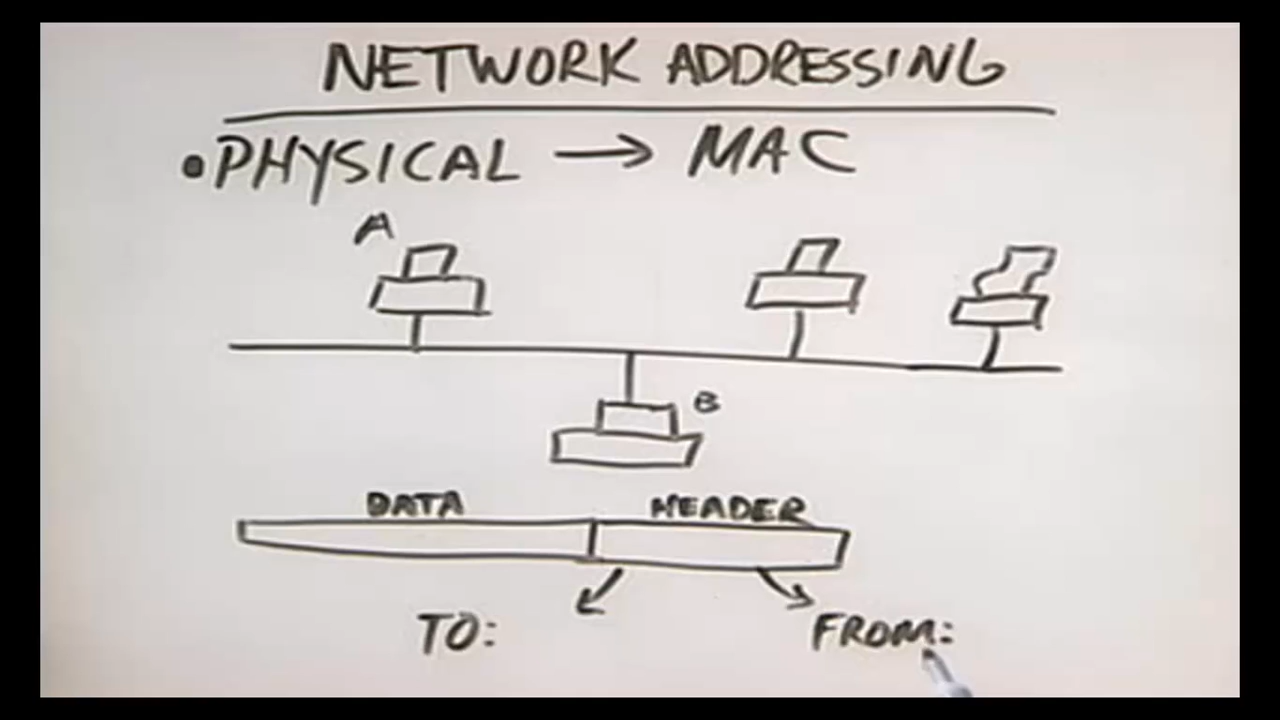 NETWORK ADDRESSING
• PHYSICAL → MAC
A
B
DATA HEADER
TO: FROM: